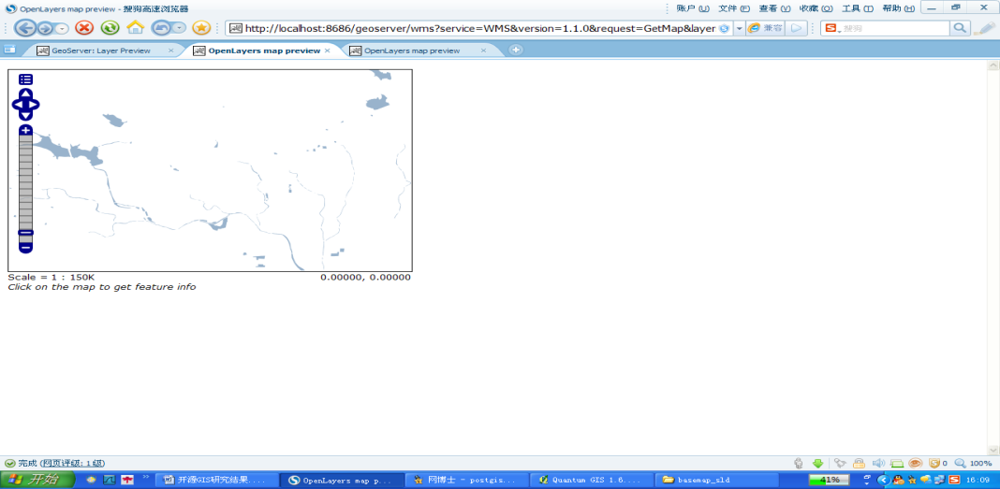 OpenLayers map preview - 搜狗高速浏览器
账户(U) 文件(F) 查看(V) 收藏(O) 工具(T) 帮助(H)
http://localhost:8686/geoserver/wms?service=WMS&version=1.1.0&request=GetMap&layer
兼容
搜狗
GeoServer: Layer Preview
OpenLayers map preview
OpenLayers map preview
Scale = 1 : 150K
0.00000, 0.00000
Click on the map to get feature info
完成 (网页评级: 1级)
0
100%
开始
开源GIS研究结果....
OpenLayers map p...
网博士 - postgis...
Quantum GIS 1.6....
basemap_sld
41%
16:09